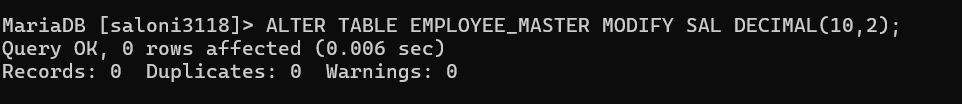 MariaDB [saloni3118]> ALTER TABLE EMPLOYEE_MASTER MODIFY SAL DECIMAL(10,2);
Query OK, 0 rows affected (0.006 sec)
Records: 0  Duplicates: 0  Warnings: 0